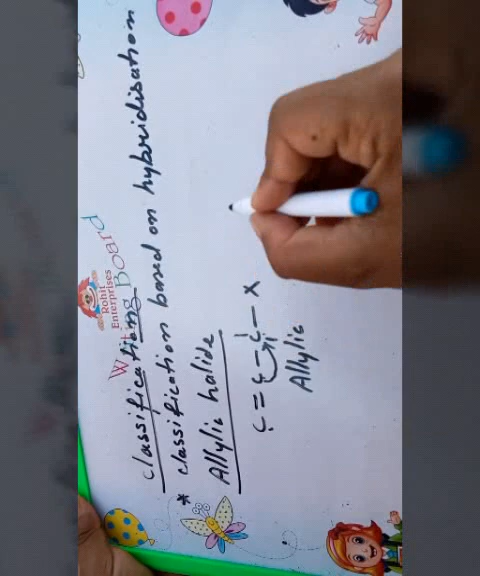 Writing Board
Rohit
Enterprises
classification
* classification based on hybridisation
Allylic halide
C = C - C - X
Allylic